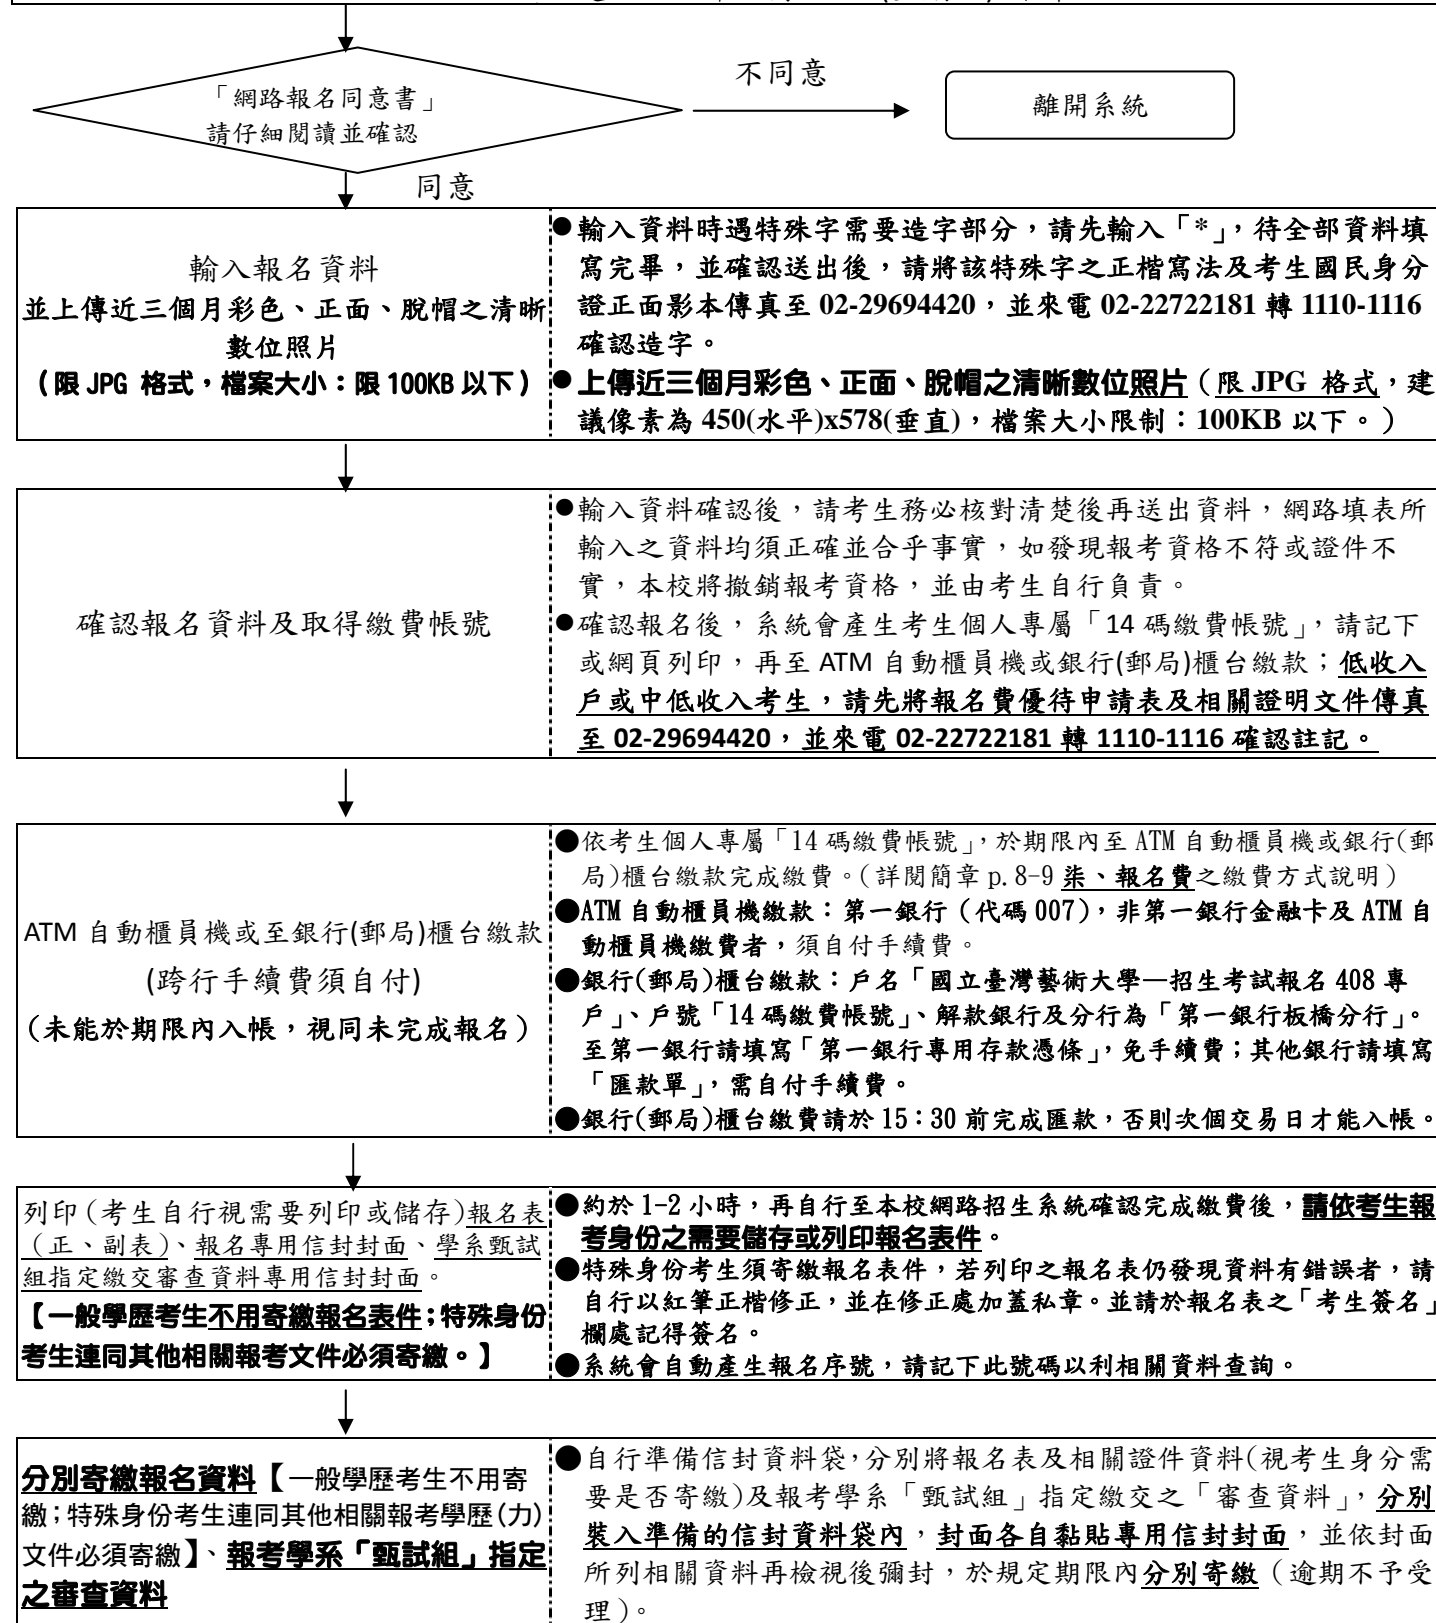 不同意
「網路報名同意書」
請仔細閱讀並確認
離開系統
同意
輸入報名資料
並上傳近三個月彩色、正面、脫帽之清晰
數位照片
（限 JPG 格式，檔案大小：限 100KB 以下）
●輸入資料時遇特殊字需要造字部分，請先輸入「*」，待全部資料填
寫完畢，並確認送出後，請將該特殊字之正楷寫法及考生國民身分
證正面影本傳真至 02-29694420，並來電 02-22722181 轉 1110-1116
確認造字。
●上傳近三個月彩色、正面、脫帽之清晰數位照片（限 JPG 格式，建
議像素為 450(水平)x578(垂直)，檔案大小限制：100KB 以下。）
確認報名資料及取得繳費帳號
●輸入資料確認後，請考生務必核對清楚後再送出資料，網路填表所
輸入之資料均須正確並合乎事實，如發現報考資格不符或證件不
實，本校將撤銷報考資格，並由考生自行負責。
●確認報名後，系統會產生考生個人專屬「14 碼繳費帳號」，請記下
或網頁列印，再至 ATM 自動櫃員機或銀行(郵局)櫃台繳款；低收入
戶或中低收入考生，請先將報名費優待申請表及相關證明文件傳真
至 02-29694420，並來電 02-22722181 轉 1110-1116 確認註記。
ATM 自動櫃員機或至銀行(郵局)櫃台繳款
(跨行手續費須自付)
（未能於期限內入帳，視同未完成報名）
●依考生個人專屬「14 碼繳費帳號」，於期限內至 ATM 自動櫃員機或銀行(郵
局)櫃台繳款完成繳費。（詳閱簡章 p.8-9 柒、報名費之繳費方式說明）
●ATM 自動櫃員機繳款：第一銀行（代碼 007），非第一銀行金融卡及 ATM 自
動櫃員機繳費者，須自付手續費。
●銀行(郵局)櫃台繳款：戶名「國立臺灣藝術大學—招生考試報名 408 專
戶」、戶號「14 碼繳費帳號」、解款銀行及分行為「第一銀行板橋分行」。
至第一銀行請填寫「第一銀行專用存款憑條」，免手續費；其他銀行請填寫
「匯款單」，需自付手續費。
●銀行(郵局)櫃台繳費請於 15：30 前完成匯款，否則次個交易日才能入帳。
列印（考生自行視需要列印或儲存）報名表
（正、副表）、報名專用信封封面、學系甄試
組指定繳交審查資料專用信封封面。
【一般學歷考生不用寄繳報名表件；特殊身份
考生連同其他相關報考文件必須寄繳。】
●約於 1-2 小時，再自行至本校網路招生系統確認完成繳費後，請依考生報
考身份之需要儲存或列印報名表件。
●特殊身份考生須寄繳報名表件，若列印之報名表仍發現資料有錯誤者，請
自行以紅筆正楷修正，並在修正處加蓋私章。並請於報名表之「考生簽名」
欄處記得簽名。
●系統會自動產生報名序號，請記下此號碼以利相關資料查詢。
分別寄繳報名資料【一般學歷考生不用寄
繳；特殊身份考生連同其他相關報考學歷(力)
文件必須寄繳】、報考學系「甄試組」指定
之審查資料
●自行準備信封資料袋，分別將報名表及相關證件資料(視考生身分需
要是否寄繳)及報考學系「甄試組」指定繳交之「審查資料」，分別
裝入準備的信封資料袋內，封面各自黏貼專用信封封面，並依封面
所列相關資料再檢視後彌封，於規定期限內分別寄繳（逾期不予受
理）。